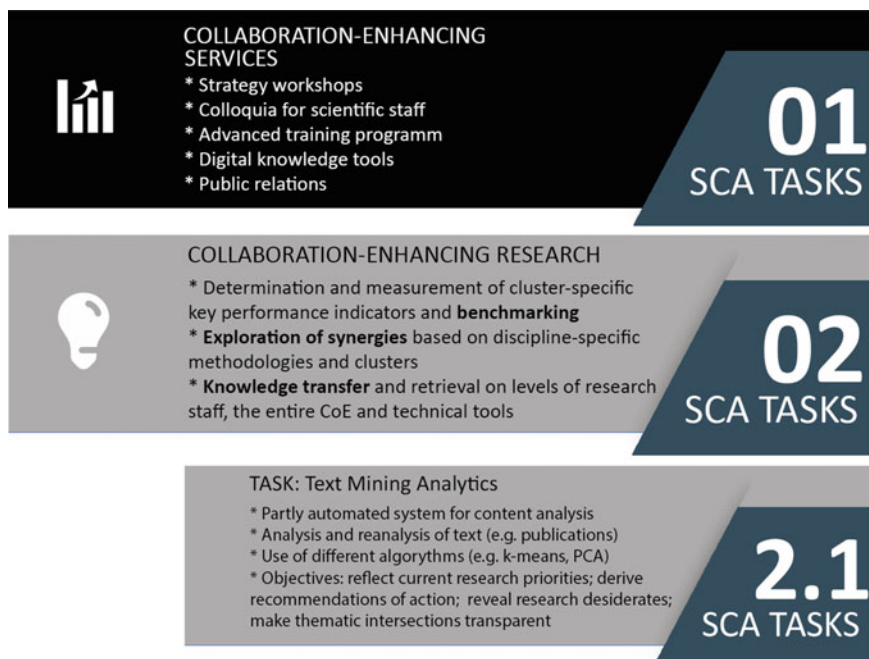 COLLABORATION-ENHANCING
SERVICES
* Strategy workshops
* Colloquia for scientific staff
* Advanced training programm
* Digital knowledge tools
* Public relations
01
SCA TASKS
COLLABORATION-ENHANCING RESEARCH
* Determination and measurement of cluster-specific
key performance indicators and benchmarking
* Exploration of synergies based on discipline-specific
methodologies and clusters
* Knowledge transfer and retrieval on levels of research
staff, the entire CoE and technical tools
02
SCA TASKS
TASK: Text Mining Analytics
* Partly automated system for content analysis
* Analysis and reanalysis of text (e.g. publications)
* Use of different algorythms (e.g. k-means, PCA)
* Objectives: reflect current research priorities; derive
recommendations of action; reveal research desiderates;
make thematic intersections transparent
2.1
SCA TASKS